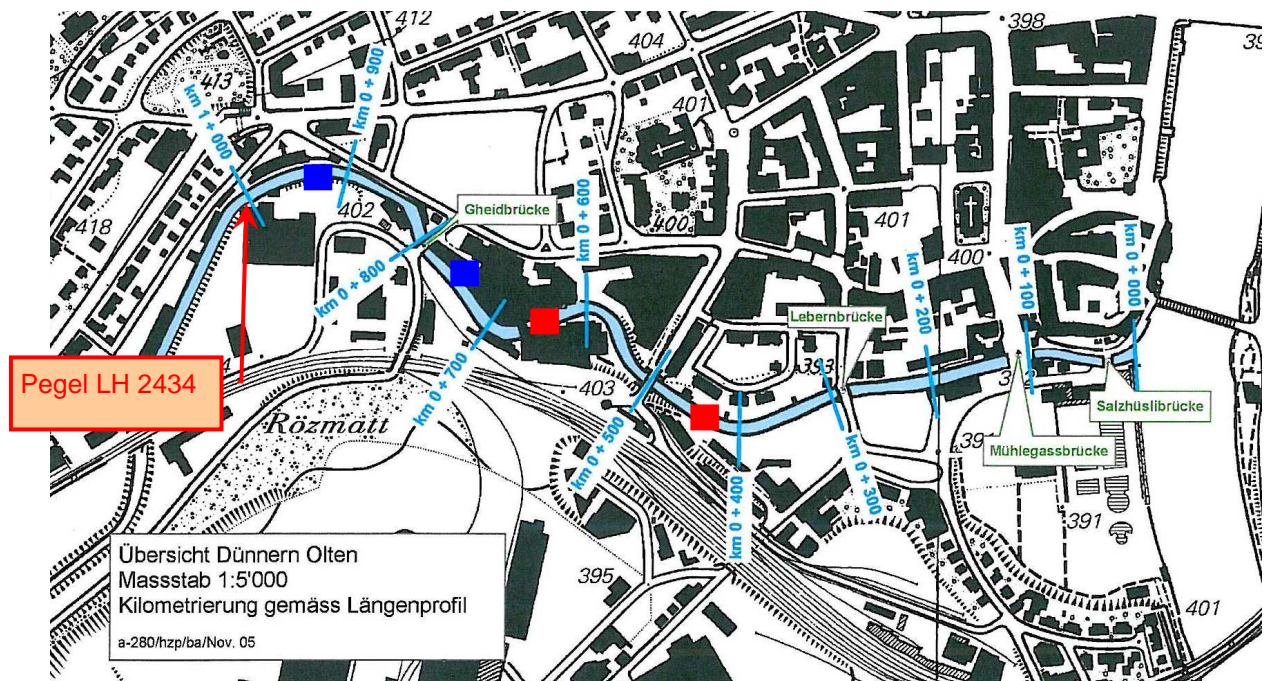 412
398
404
413
km 0 + 900
401
km 1 + 000
402
Gheidbrücke
km 0 + 600
400
401
418
400
km 0 + 800
km 0 + 200
km 0 + 100
km 0 + 000
Lebernbrücke
393
Pegel LH 2434
km 0 + 700
403
Salzhüslibrücke
Rözmatt
km 0 + 500
km 0 + 400
km 0 + 300
391
Mühlegassbrücke
391
395
401
Übersicht Dünnern Olten
Massstab 1:5'000
Kilometrierung gemäss Längenprofil
a-280/hzp/ba/Nov. 05